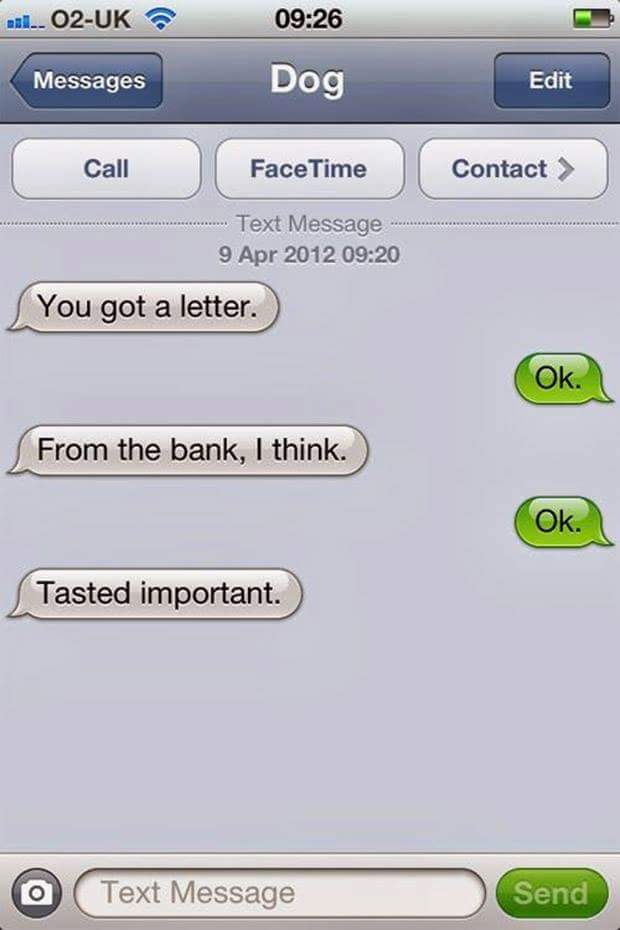 O2-UK 09:26
Messages Dog Edit
Call FaceTime Contact
Text Message
9 Apr 2012 09:20
You got a letter.
Ok.
From the bank, I think.
Ok.
Tasted important.
Text Message Send